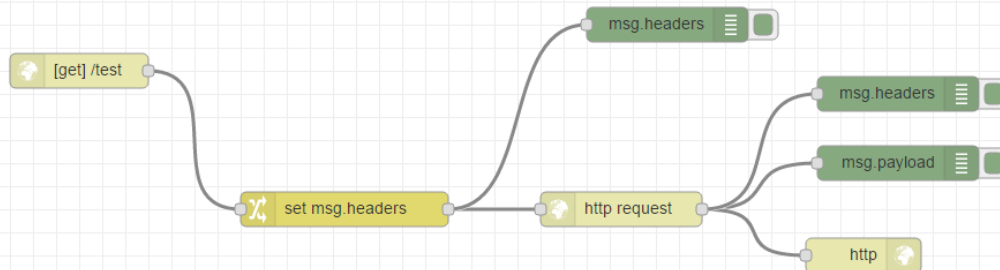 msg.headers
[get] /test
msg.headers
msg.payload
set msg.headers
http request
http